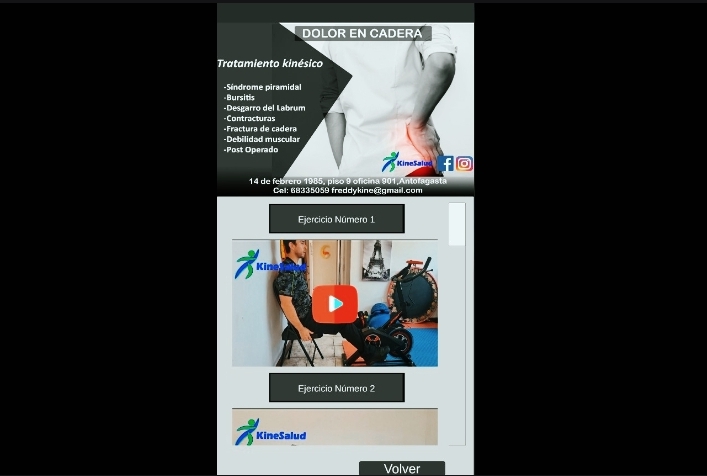 DOLOR EN CADERA
Tratamiento kinésico
-Síndrome piramidal
-Bursitis
-Desgarro del Labrum
-Contracturas
-Fractura de cadera
-Debilidad muscular
-Post Operado
KineSalud
14 de febrero 1985, piso 9 oficina 901,Antofagasta
Cel: 68335059 freddykine@gmail.com
Ejercicio Número 1
KineSalud
Ejercicio Número 2
KineSalud
Volver